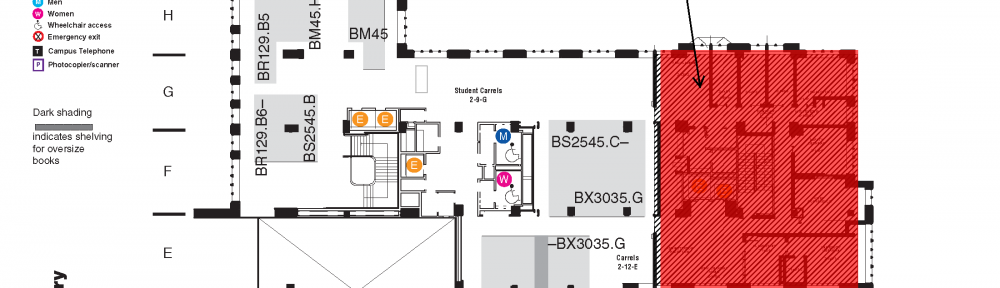 Men
Women
Wheelchair access
Emergency exit
T Campus Telephone
P Photocopier/scanner
Dark shading
indicates shelving
for oversize
books
H
G
F
E
BR129.B5
BM45.H
BM45
BR129.B6–
BS2545.B
Student Carrels
2-9-G
E
E
E
M
W
BS2545.C–
BX3035.G
–BX3035.G
Carrels
2-12-E
ry